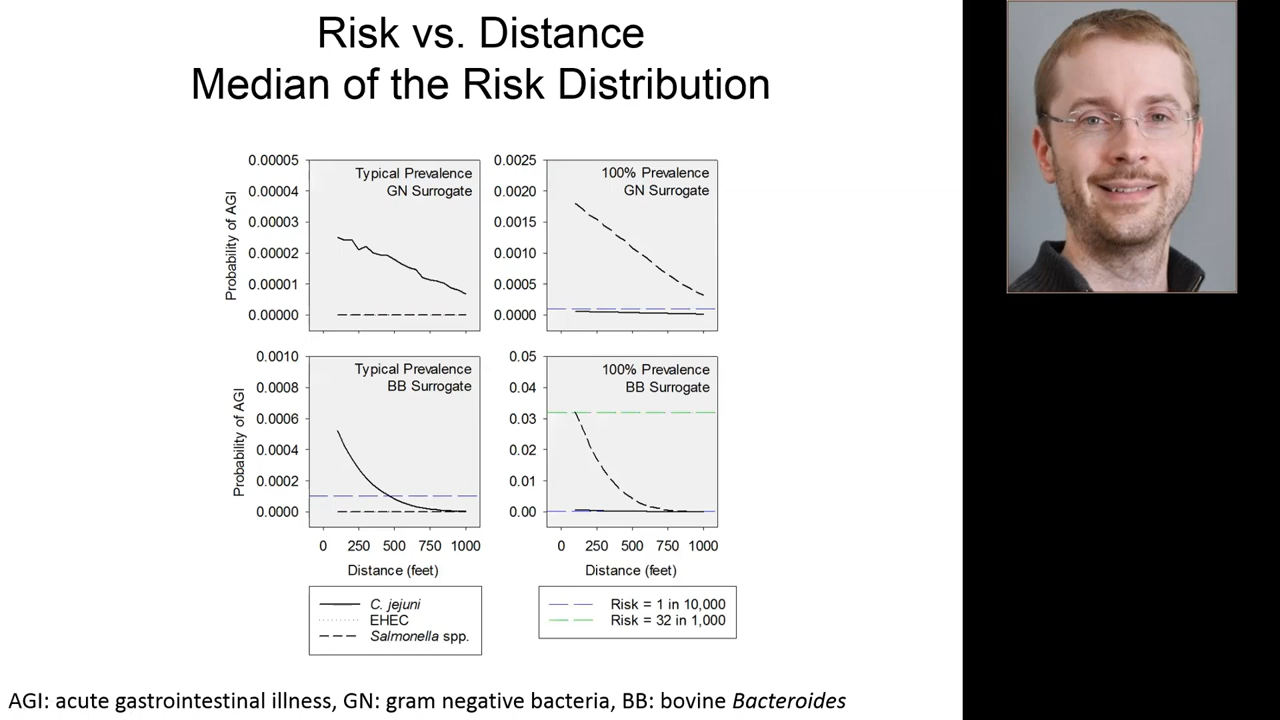 Risk vs. Distance
Median of the Risk Distribution
Probability of AGI
0.00005
0.00004
0.00003
0.00002
0.00001
0.00000
Typical Prevalence
GN Surrogate
0.0025
0.0020
0.0015
0.0010
0.0005
0.0000
100% Prevalence
GN Surrogate
Probability of AGI
0.0010
0.0008
0.0006
0.0004
0.0002
0.0000
Typical Prevalence
BB Surrogate
0 250 500 750 1000
Distance (feet)
0.05
0.04
0.03
0.02
0.01
0.00
100% Prevalence
BB Surrogate
0 250 500 750 1000
Distance (feet)
C. jejuni
EHEC
Salmonella spp.
Risk = 1 in 10,000
Risk = 32 in 1,000
AGI: acute gastrointestinal illness, GN: gram negative bacteria, BB: bovine Bacteroides